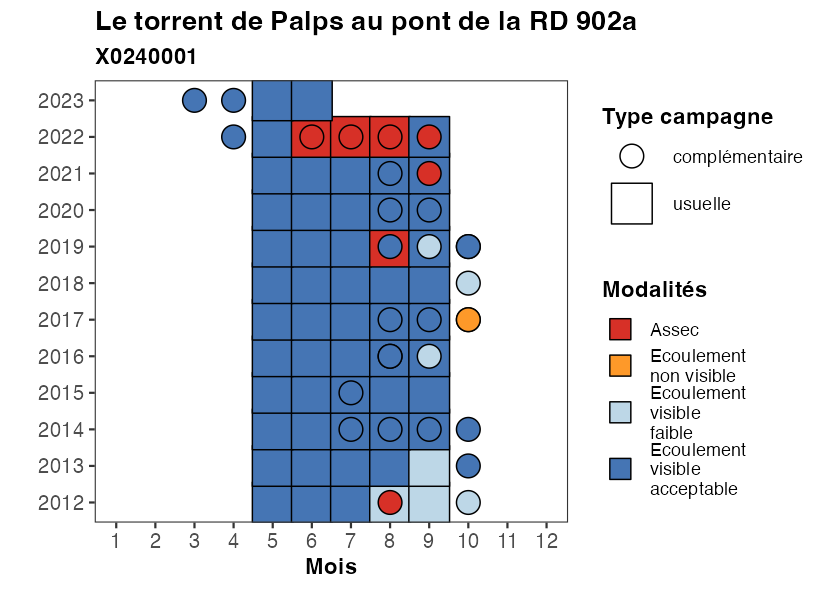 Le torrent de Palps au pont de la RD 902a
X0240001
2023
2022
2021
2020
2019
2018
2017
2016
2015
2014
2013
2012
1 2 3 4 5 6 7 8 9 10 11 12
Mois
Type campagne
complémentaire
usuelle
Modalités
Assec
Ecoulement
non visible
Ecoulement
visible
faible
Ecoulement
visible
acceptable